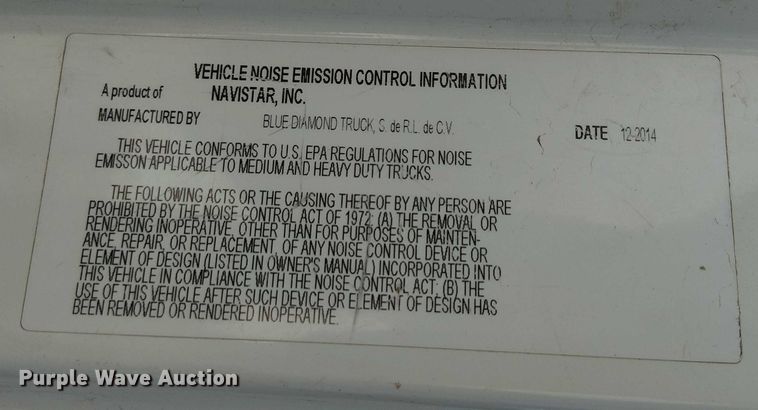 VEHICLE NOISE EMISSION CONTROL INFORMATION
A product of NAVISTAR, INC.
MANUFACTURED BY BLUE DIAMOND TRUCK, S. de R.L. de C.V. DATE 12-2014
THIS VEHICLE CONFORMS TO U.S. EPA REGULATIONS FOR NOISE
EMISSON APPLICABLE TO MEDIUM AND HEAVY DUTY TRUCKS.
THE FOLLOWING ACTS OR THE CAUSING THEREOF BY ANY PERSON ARE
PROHIBITED BY THE NOISE CONTROL ACT OF 1972: (A) THE REMOVAL OR
RENDERING INOPERATIVE, OTHER THAN FOR PURPOSES OF MAINTEN-
ANCE, REPAIR, OR REPLACEMENT, OF ANY NOISE CONTROL DEVICE OR
ELEMENT OF DESIGN (LISTED IN OWNER'S MANUAL) INCORPORATED INTO
THIS VEHICLE IN COMPLIANCE WITH THE NOISE CONTROL ACT: (B) THE
USE OF THIS VEHICLE AFTER SUCH DEVICE OR ELEMENT OF DESIGN HAS
BEEN REMOVED OR RENDERED INOPERATIVE.
Purple Wave Auction